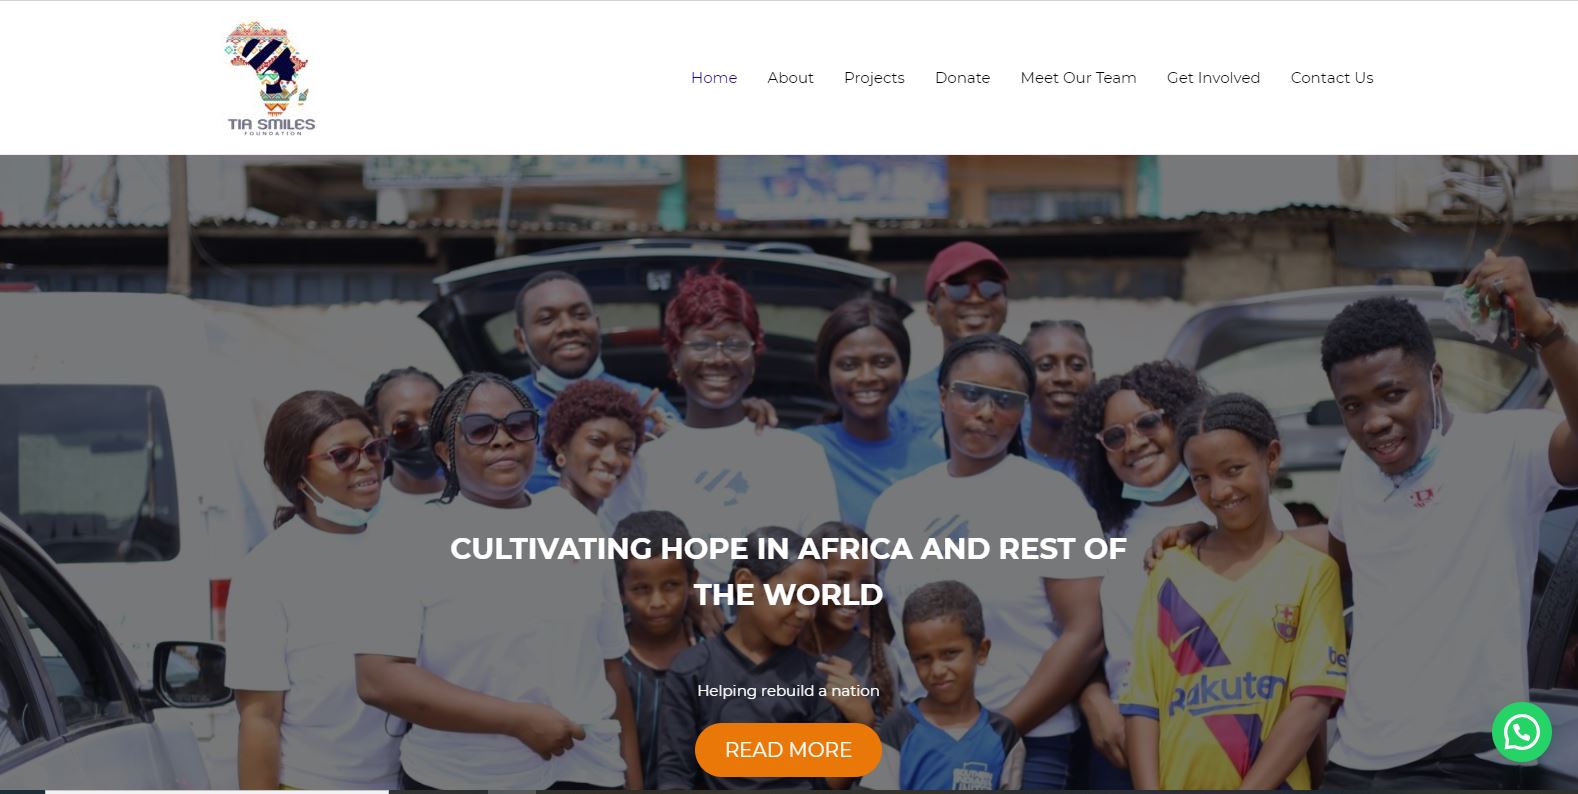 TIA SMILES
FOUNDATION
Home About Projects Donate Meet Our Team Get Involved Contact Us
CULTIVATING HOPE IN AFRICA AND REST OF
THE WORLD
Helping rebuild a nation
READ MORE
Rakuten